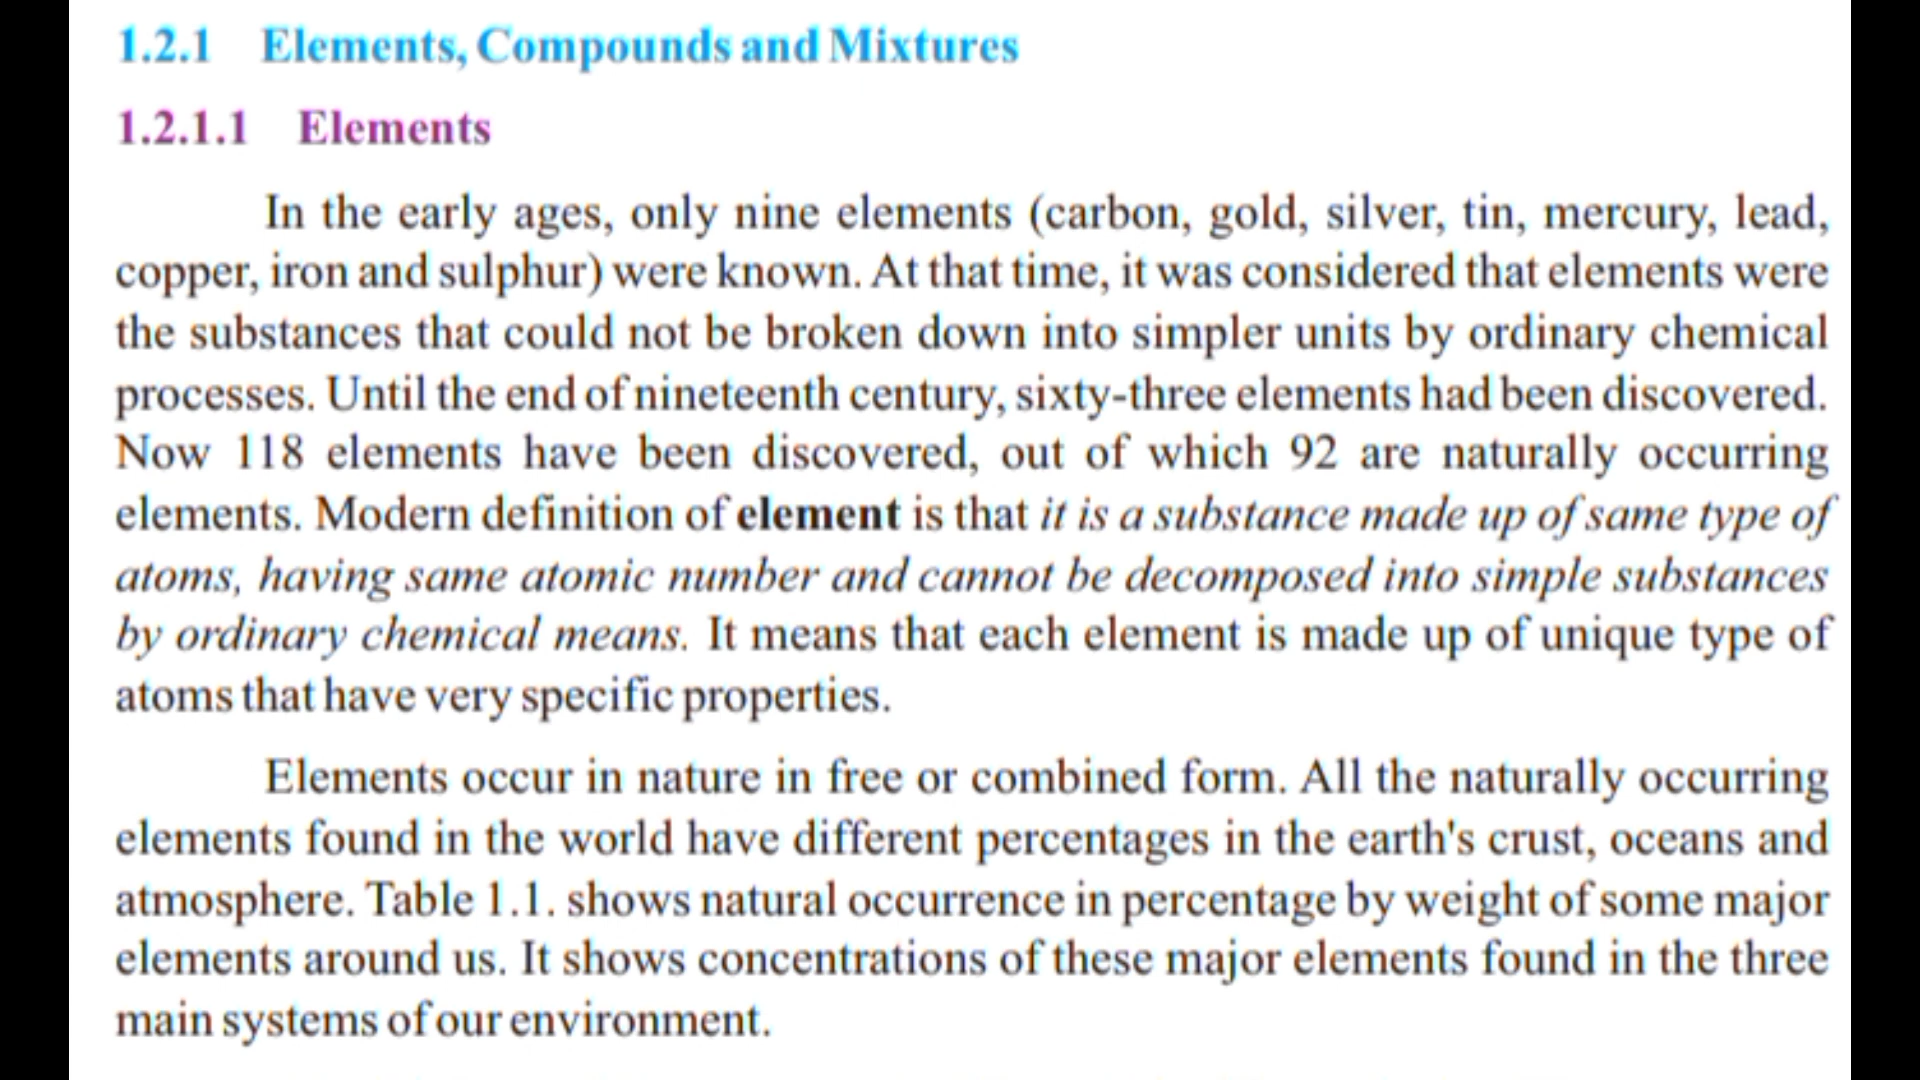 1.2.1 Elements, Compounds and Mixtures
1.2.1.1 Elements
In the early ages, only nine elements (carbon, gold, silver, tin, mercury, lead,
copper, iron and sulphur) were known. At that time, it was considered that elements were
the substances that could not be broken down into simpler units by ordinary chemical
processes. Until the end of nineteenth century, sixty-three elements had been discovered.
Now 118 elements have been discovered, out of which 92 are naturally occurring
elements. Modern definition of element is that it is a substance made up of same type of
atoms, having same atomic number and cannot be decomposed into simple substances
by ordinary chemical means. It means that each element is made up of unique type of
atoms that have very specific properties.
Elements occur in nature in free or combined form. All the naturally occurring
elements found in the world have different percentages in the earth's crust, oceans and
atmosphere. Table 1.1. shows natural occurrence in percentage by weight of some major
elements around us. It shows concentrations of these major elements found in the three
main systems of our environment.